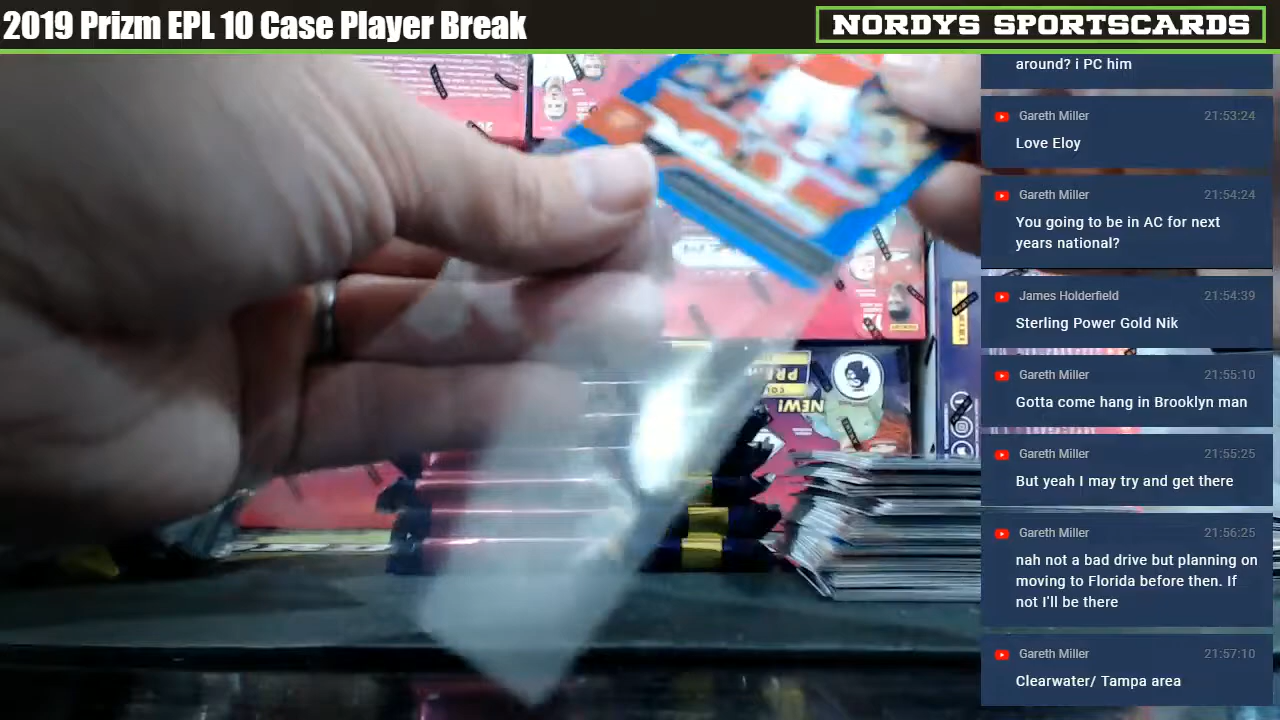 2019 Prizm EPL 10 Case Player Break
NORDYS SPORTSCARDS
around? i PC him
Gareth Miller 21:53:24
Love Eloy
Gareth Miller 21:54:24
You going to be in AC for next
years national?
James Holderfield 21:54:39
Sterling Power Gold Nik
Gareth Miller 21:55:10
Gotta come hang in Brooklyn man
Gareth Miller 21:55:25
But yeah I may try and get there
Gareth Miller 21:56:25
nah not a bad drive but planning on
moving to Florida before then. If
not I'll be there
Gareth Miller 21:57:10
Clearwater/ Tampa area
NEW!